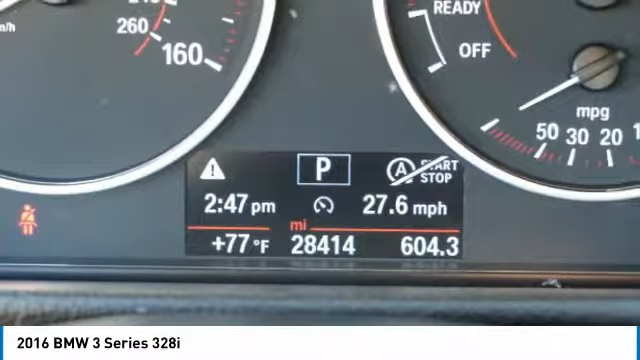 READY
OFF
m/h
260
160
mpg
50 30 20
P
A START STOP
2:47 pm
27.6 mph
mi
+77 °F
28414
604.3
2016 BMW 3 Series 328i